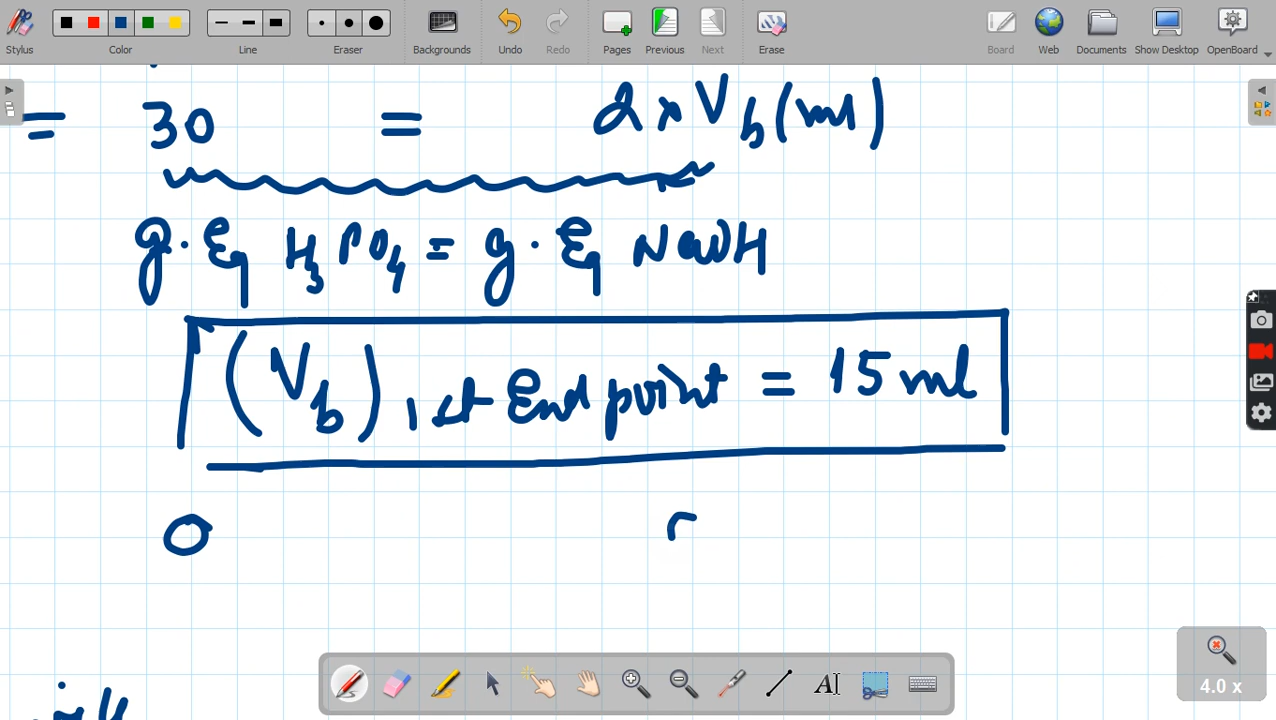 Stylus Color Line Eraser Backgrounds Undo Redo Pages Previous Next Erase Board Web Documents Show Desktop OpenBoard
= 30 = 2 x Vb (ml)
g. Eq H3PO4 = g. Eq NaOH
(Vb) 1st End point = 15 ml
0
4.0 x